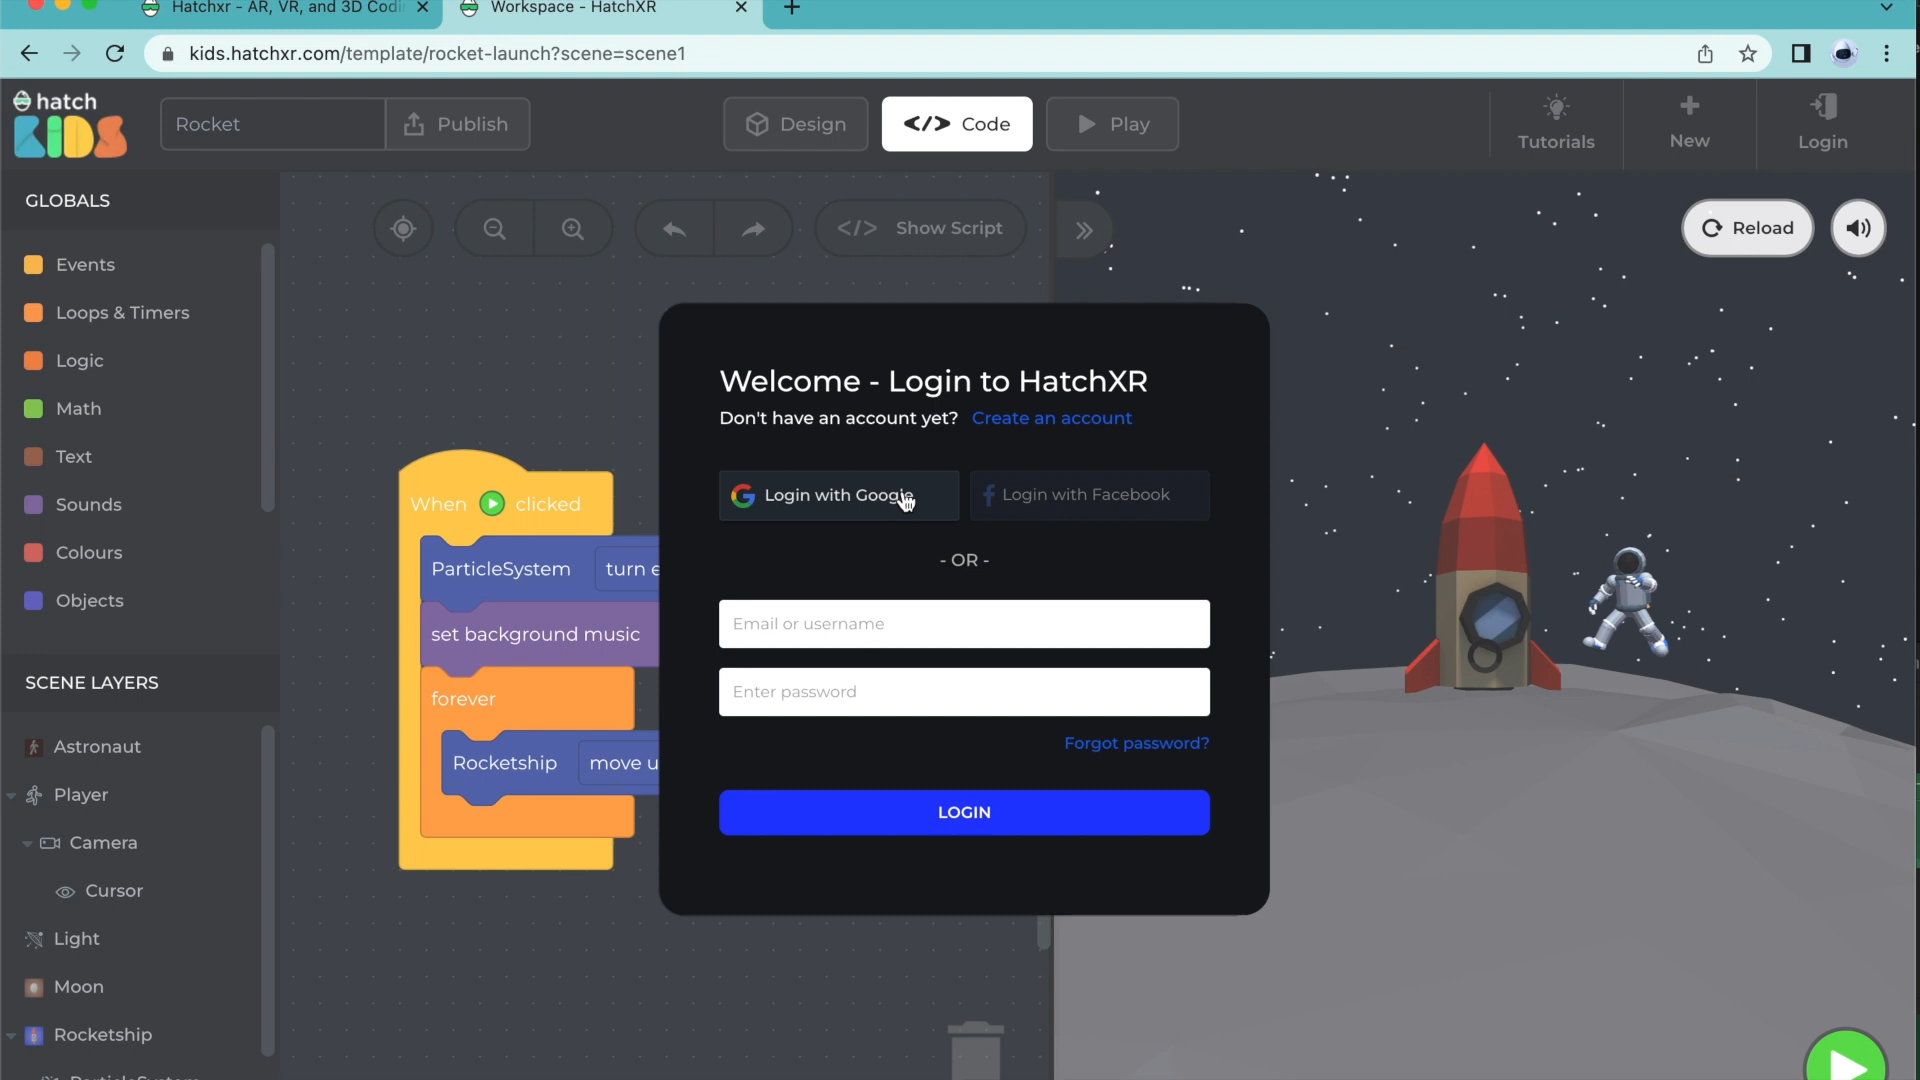 Hatchxr - AR, VR, and 3D Codi
Workspace - HatchXR
kids.hatchxr.com/template/rocket-launch?scene=scene1
hatch
KIDS
Rocket
Publish
Design
</> Code
Play
Tutorials
New
Login
GLOBALS
Events
Loops & Timers
Logic
Math
Text
Sounds
Colours
Objects
SCENE LAYERS
Astronaut
Player
Camera
Cursor
Light
Moon
Rocketship
</> Show Script
Reload
When clicked
ParticleSystem turn e
set background music
forever
Rocketship move u
Welcome - Login to HatchXR
Don't have an account yet? Create an account
Login with Google
Login with Facebook
- OR -
Email or username
Enter password
Forgot password?
LOGIN